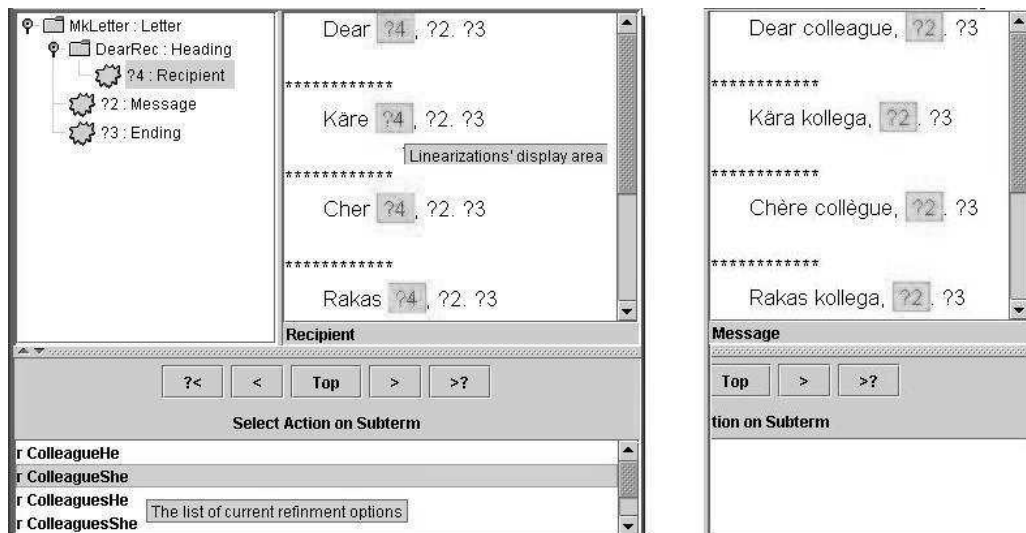 MkLetter : Letter
DearRec : Heading
?4 : Recipient
?2 : Message
?3 : Ending
Dear ?4 , ?2. ?3
************
Käre ?4 , ?2. ?3
Linearizations' display area
************
Cher ?4 , ?2. ?3
************
Rakas ?4 , ?2. ?3
Recipient
?< < Top > >?
Select Action on Subterm
r ColleagueHe
r ColleagueShe
r ColleaguesHe
The list of current refinment options
r ColleaguesShe
Dear colleague, ?2 . ?3
************
Kära kollega, ?2 . ?3
************
Chère collègue, ?2 . ?3
************
Rakas kollega, ?2 . ?3
Message
Top > >?
tion on Subterm